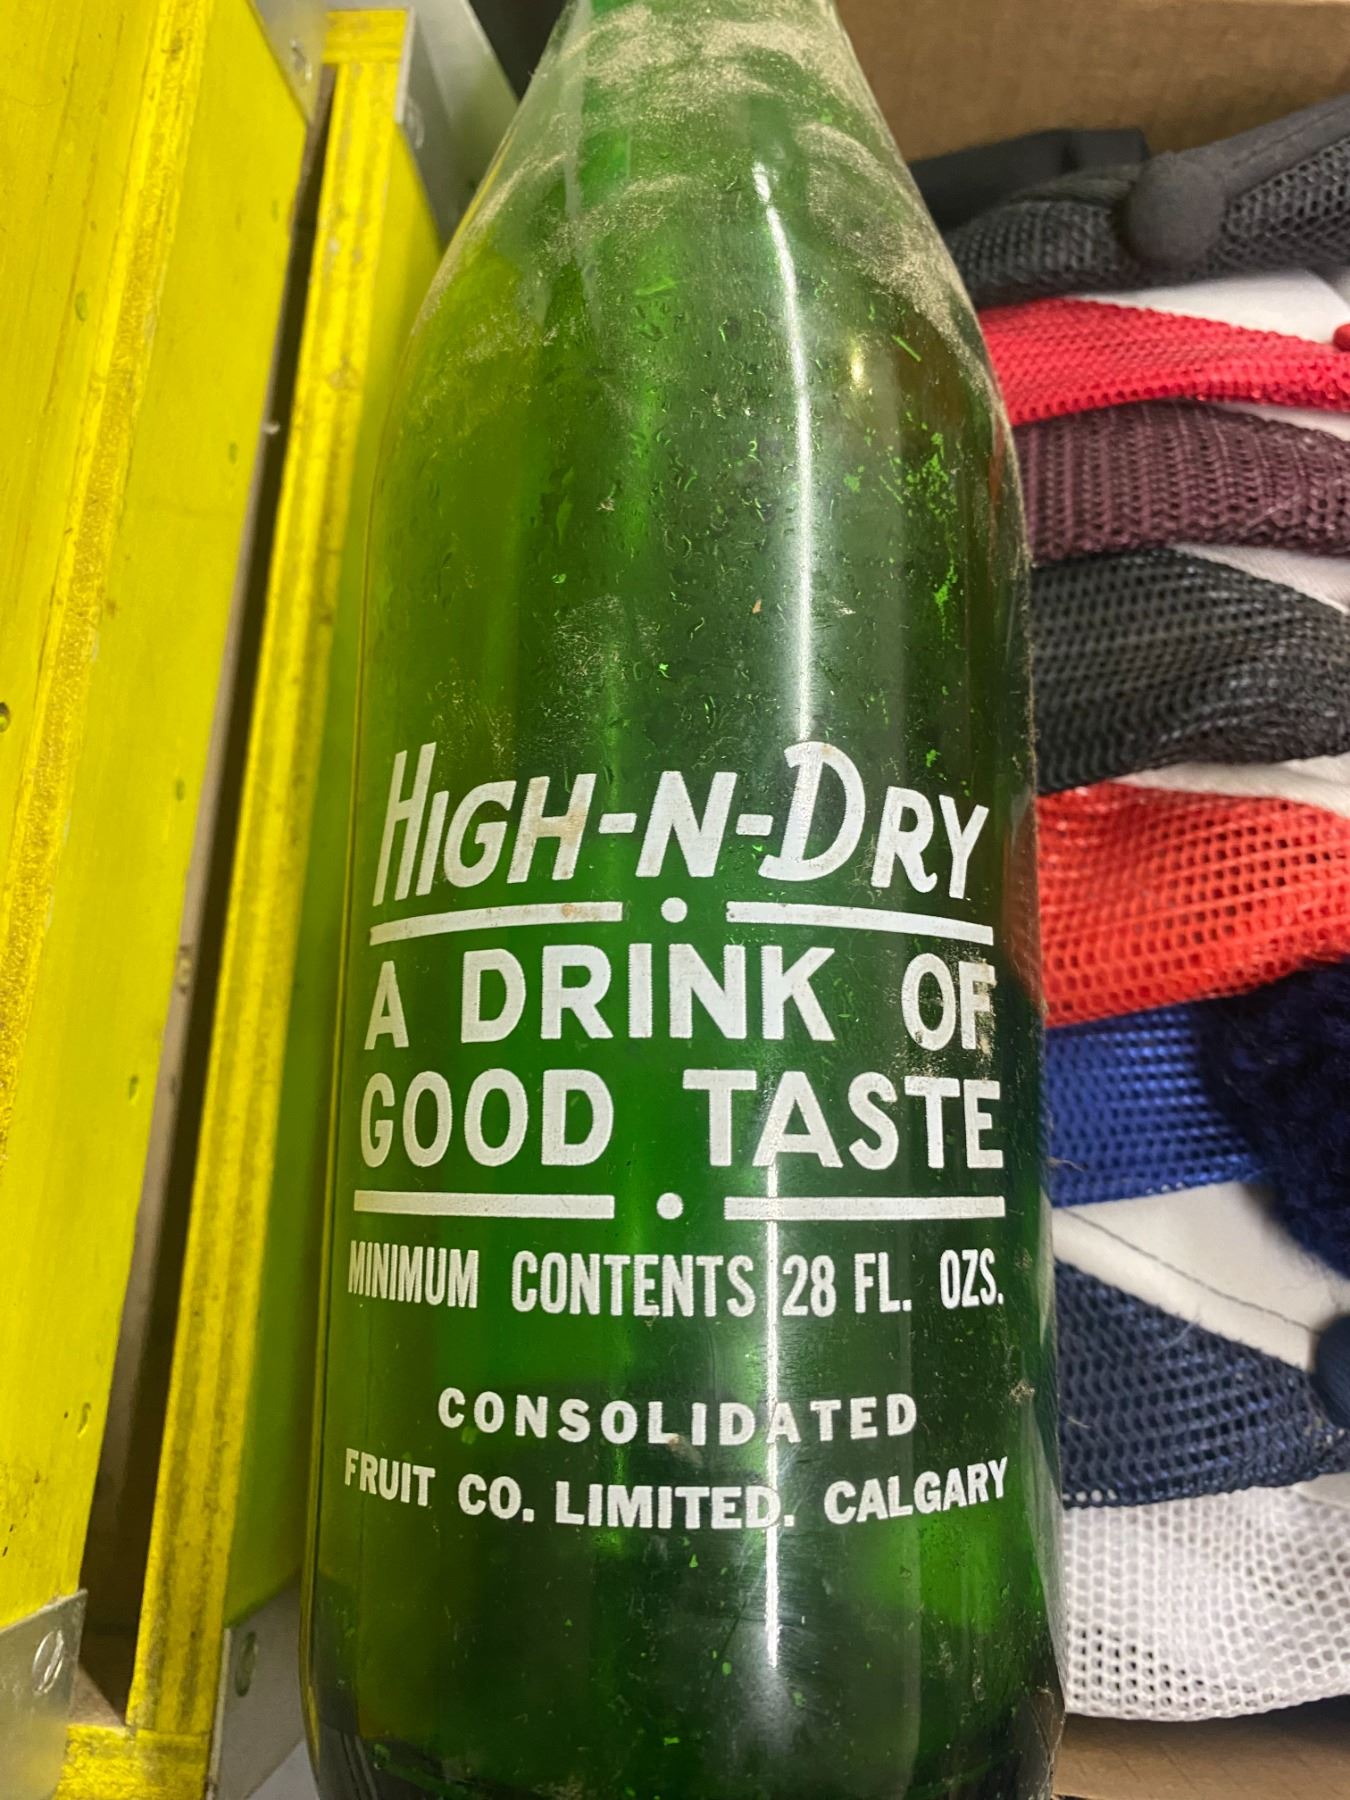 HIGH-N-DRY
A DRINK OF
GOOD TASTE
MINIMUM CONTENTS 28 FL. OZS.
CONSOLIDATED
FRUIT CO. LIMITED. CALGARY